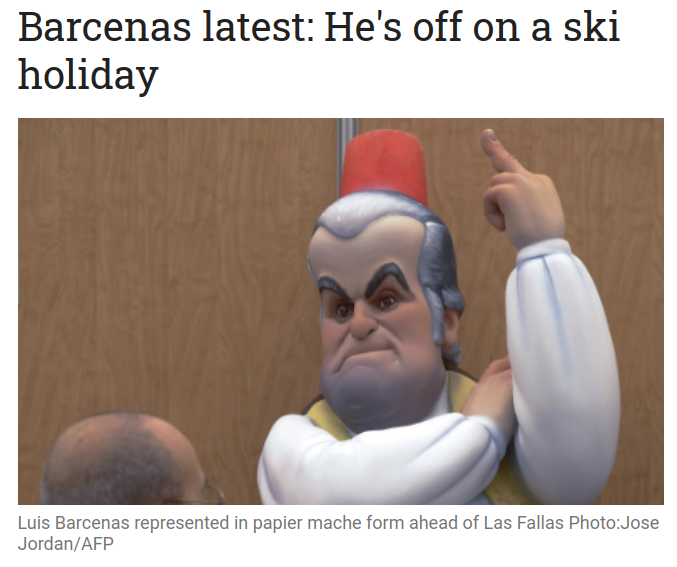 Barcenas latest: He's off on a ski
holiday
Luis Barcenas represented in papier mache form ahead of Las Fallas Photo:Jose
Jordan/AFP